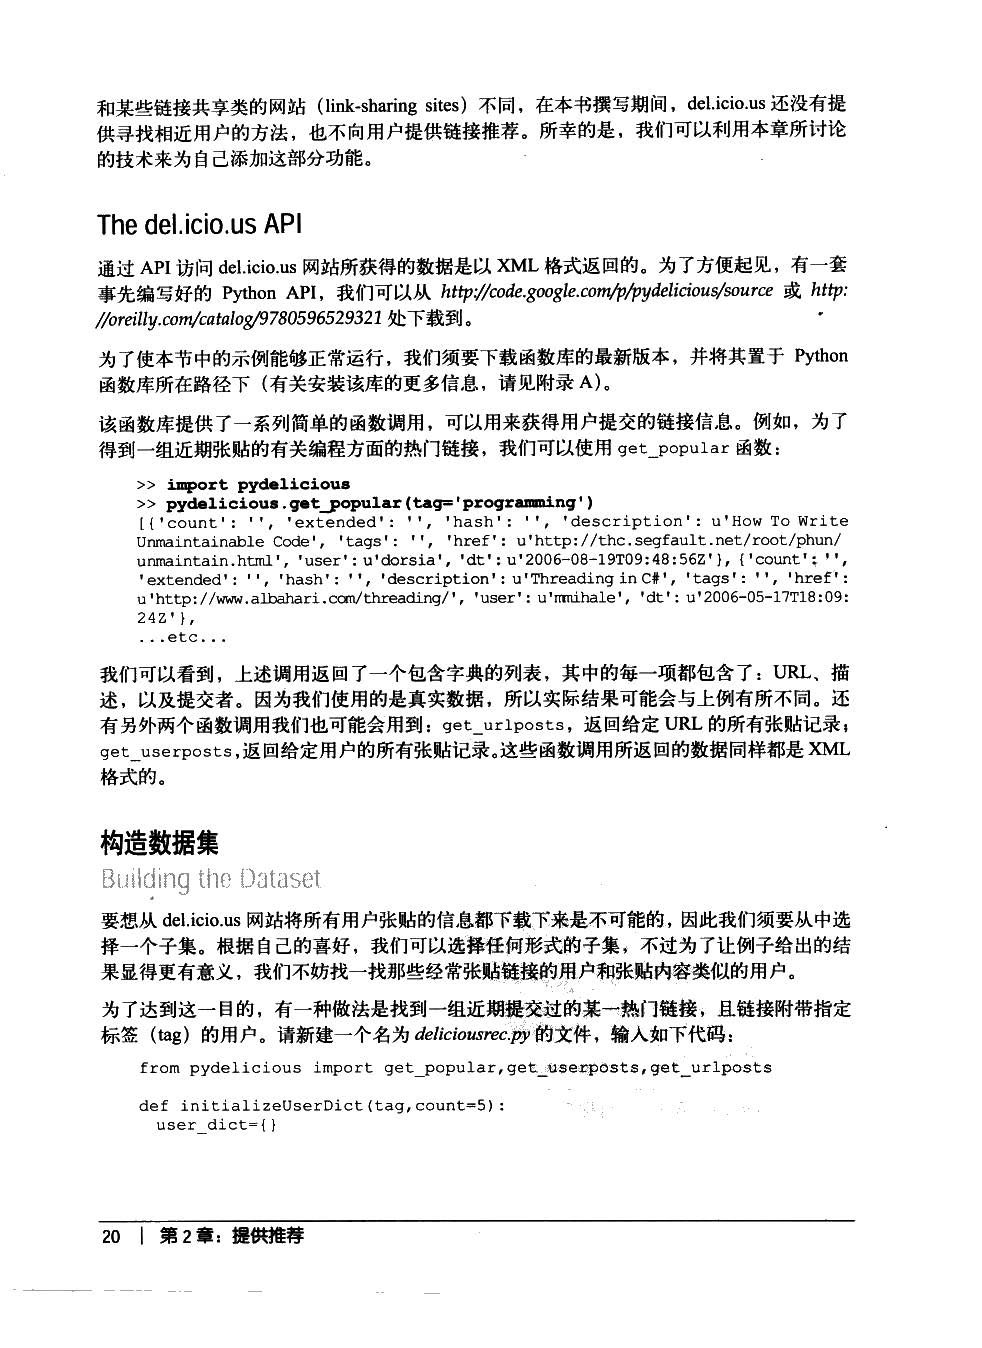 和某些链接共享类的网站（link-sharing sites）不同，在本书撰写期间，del.icio.us 还没有提
供寻找相近用户的方法，也不向用户提供链接推荐。所幸的是，我们可以利用本章所讨论
的技术来为自己添加这部分功能。
The del.icio.us API
通过 API 访问 del.icio.us 网站所获得的数据是以 XML 格式返回的。为了方便起见，有一套
事先编写好的 Python API，我们可以从 http://code.google.com/p/pydelicious/source 或 http:
//oreilly.com/catalog/9780596529321 处下载到。
为了使本节中的示例能够正常运行，我们须要下载函数库的最新版本，并将其置于 Python
函数库所在路径下（有关安装该库的更多信息，请见附录 A）。
该函数库提供了一系列简单的函数调用，可以用来获得用户提交的链接信息。例如，为了
得到一组近期张贴的有关编程方面的热门链接，我们可以使用 get_popular 函数：
>> import pydelicious
>> pydelicious.get_popular(tag='programming')
[{'count': '', 'extended': '', 'hash': '', 'description': u'How To Write
Unmaintainable Code', 'tags': '', 'href': u'http://thc.segfault.net/root/phun/
unmaintain.html', 'user': u'dorsia', 'dt': u'2006-08-19T09:48:56Z'}, {'count': '',
'extended': '', 'hash': '', 'description': u'Threading in C#', 'tags': '', 'href':
u'http://www.albahari.com/threading/', 'user': u'mmihale', 'dt': u'2006-05-17T18:09:
24Z'},
...etc...
我们可以看到，上述调用返回了一个包含字典的列表，其中的每一项都包含了：URL、描
述，以及提交者。因为我们使用的是真实数据，所以实际结果可能会与上例有所不同。还
有另外两个函数调用我们也可能会用到：get_urlposts，返回给定 URL 的所有张贴记录；
get_userposts,返回给定用户的所有张贴记录。这些函数调用所返回的数据同样都是 XML
格式的。
构造数据集
Building the Dataset
要想从 del.icio.us 网站将所有用户张贴的信息都下载下来是不可能的，因此我们须要从中选
择一个子集。根据自己的喜好，我们可以选择任何形式的子集，不过为了让例子给出的结
果显得更有意义，我们不妨找一找那些经常张贴链接的用户和张贴内容类似的用户。
为了达到这一目的，有一种做法是找到一组近期提交过的某一热门链接，且链接附带指定
标签（tag）的用户。请新建一个名为 deliciousrec.py 的文件，输入如下代码：
from pydelicious import get_popular,get_userposts,get_urlposts
def initializeUserDict(tag,count=5):
user_dict={}
20 | 第 2 章：提供推荐